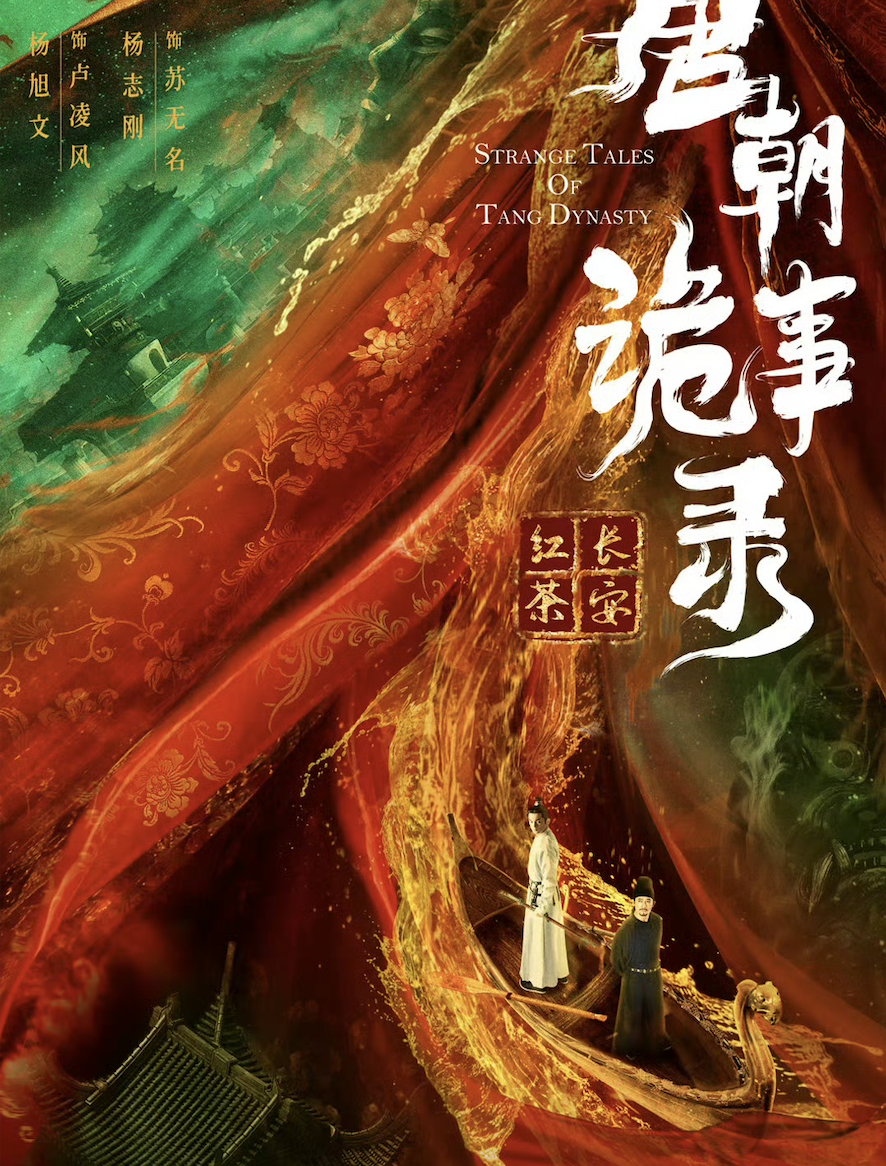 杨旭文
饰卢凌风
杨志刚
饰苏无名
唐朝
诡事录
STRANGE TALES
OF
TANG DYNASTY
长安
红茶